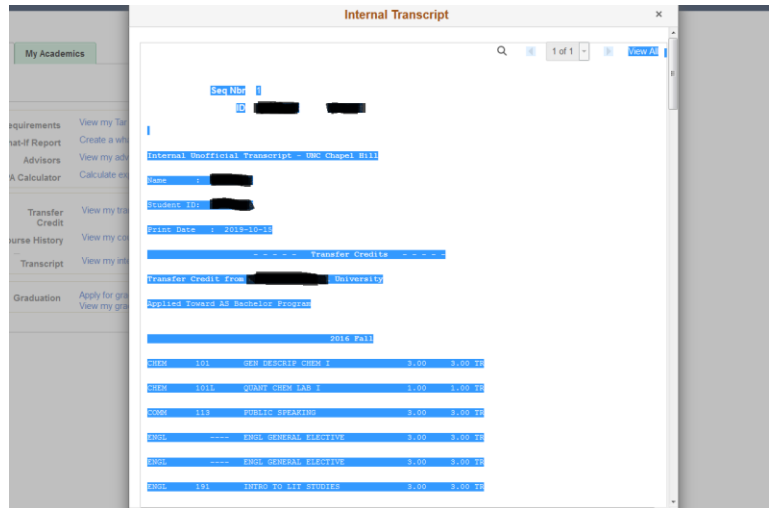 Internal Transcript ×
My Academics
1 of 1
View All
Seq Nbr 1
ID
equirements View my Tar
hat-If Report Create a wh
Advisors View my adv
A Calculator Calculate ex
Transfer Credit View my tra
ourse History View my co
Transcript View my int
Graduation Apply for gra
View my gra
Internal Unofficial Transcript - UNC Chapel Hill
Name :
Student ID:
Print Date : 2019-10-15
- - - - - Transfer Credits - - - - -
Transfer Credit from University
Applied Toward AS Bachelor Program
2016 Fall
CHEM 101 GEN DESCRIP CHEM I 3.00 3.00 TR
CHEM 101L QUANT CHEM LAB I 1.00 1.00 TR
COMM 113 PUBLIC SPEAKING 3.00 3.00 TR
ENGL ---- ENGL GENERAL ELECTIVE 3.00 3.00 TR
ENGL ---- ENGL GENERAL ELECTIVE 3.00 3.00 TR
ENGL 191 INTRO TO LIT STUDIES 3.00 3.00 TR